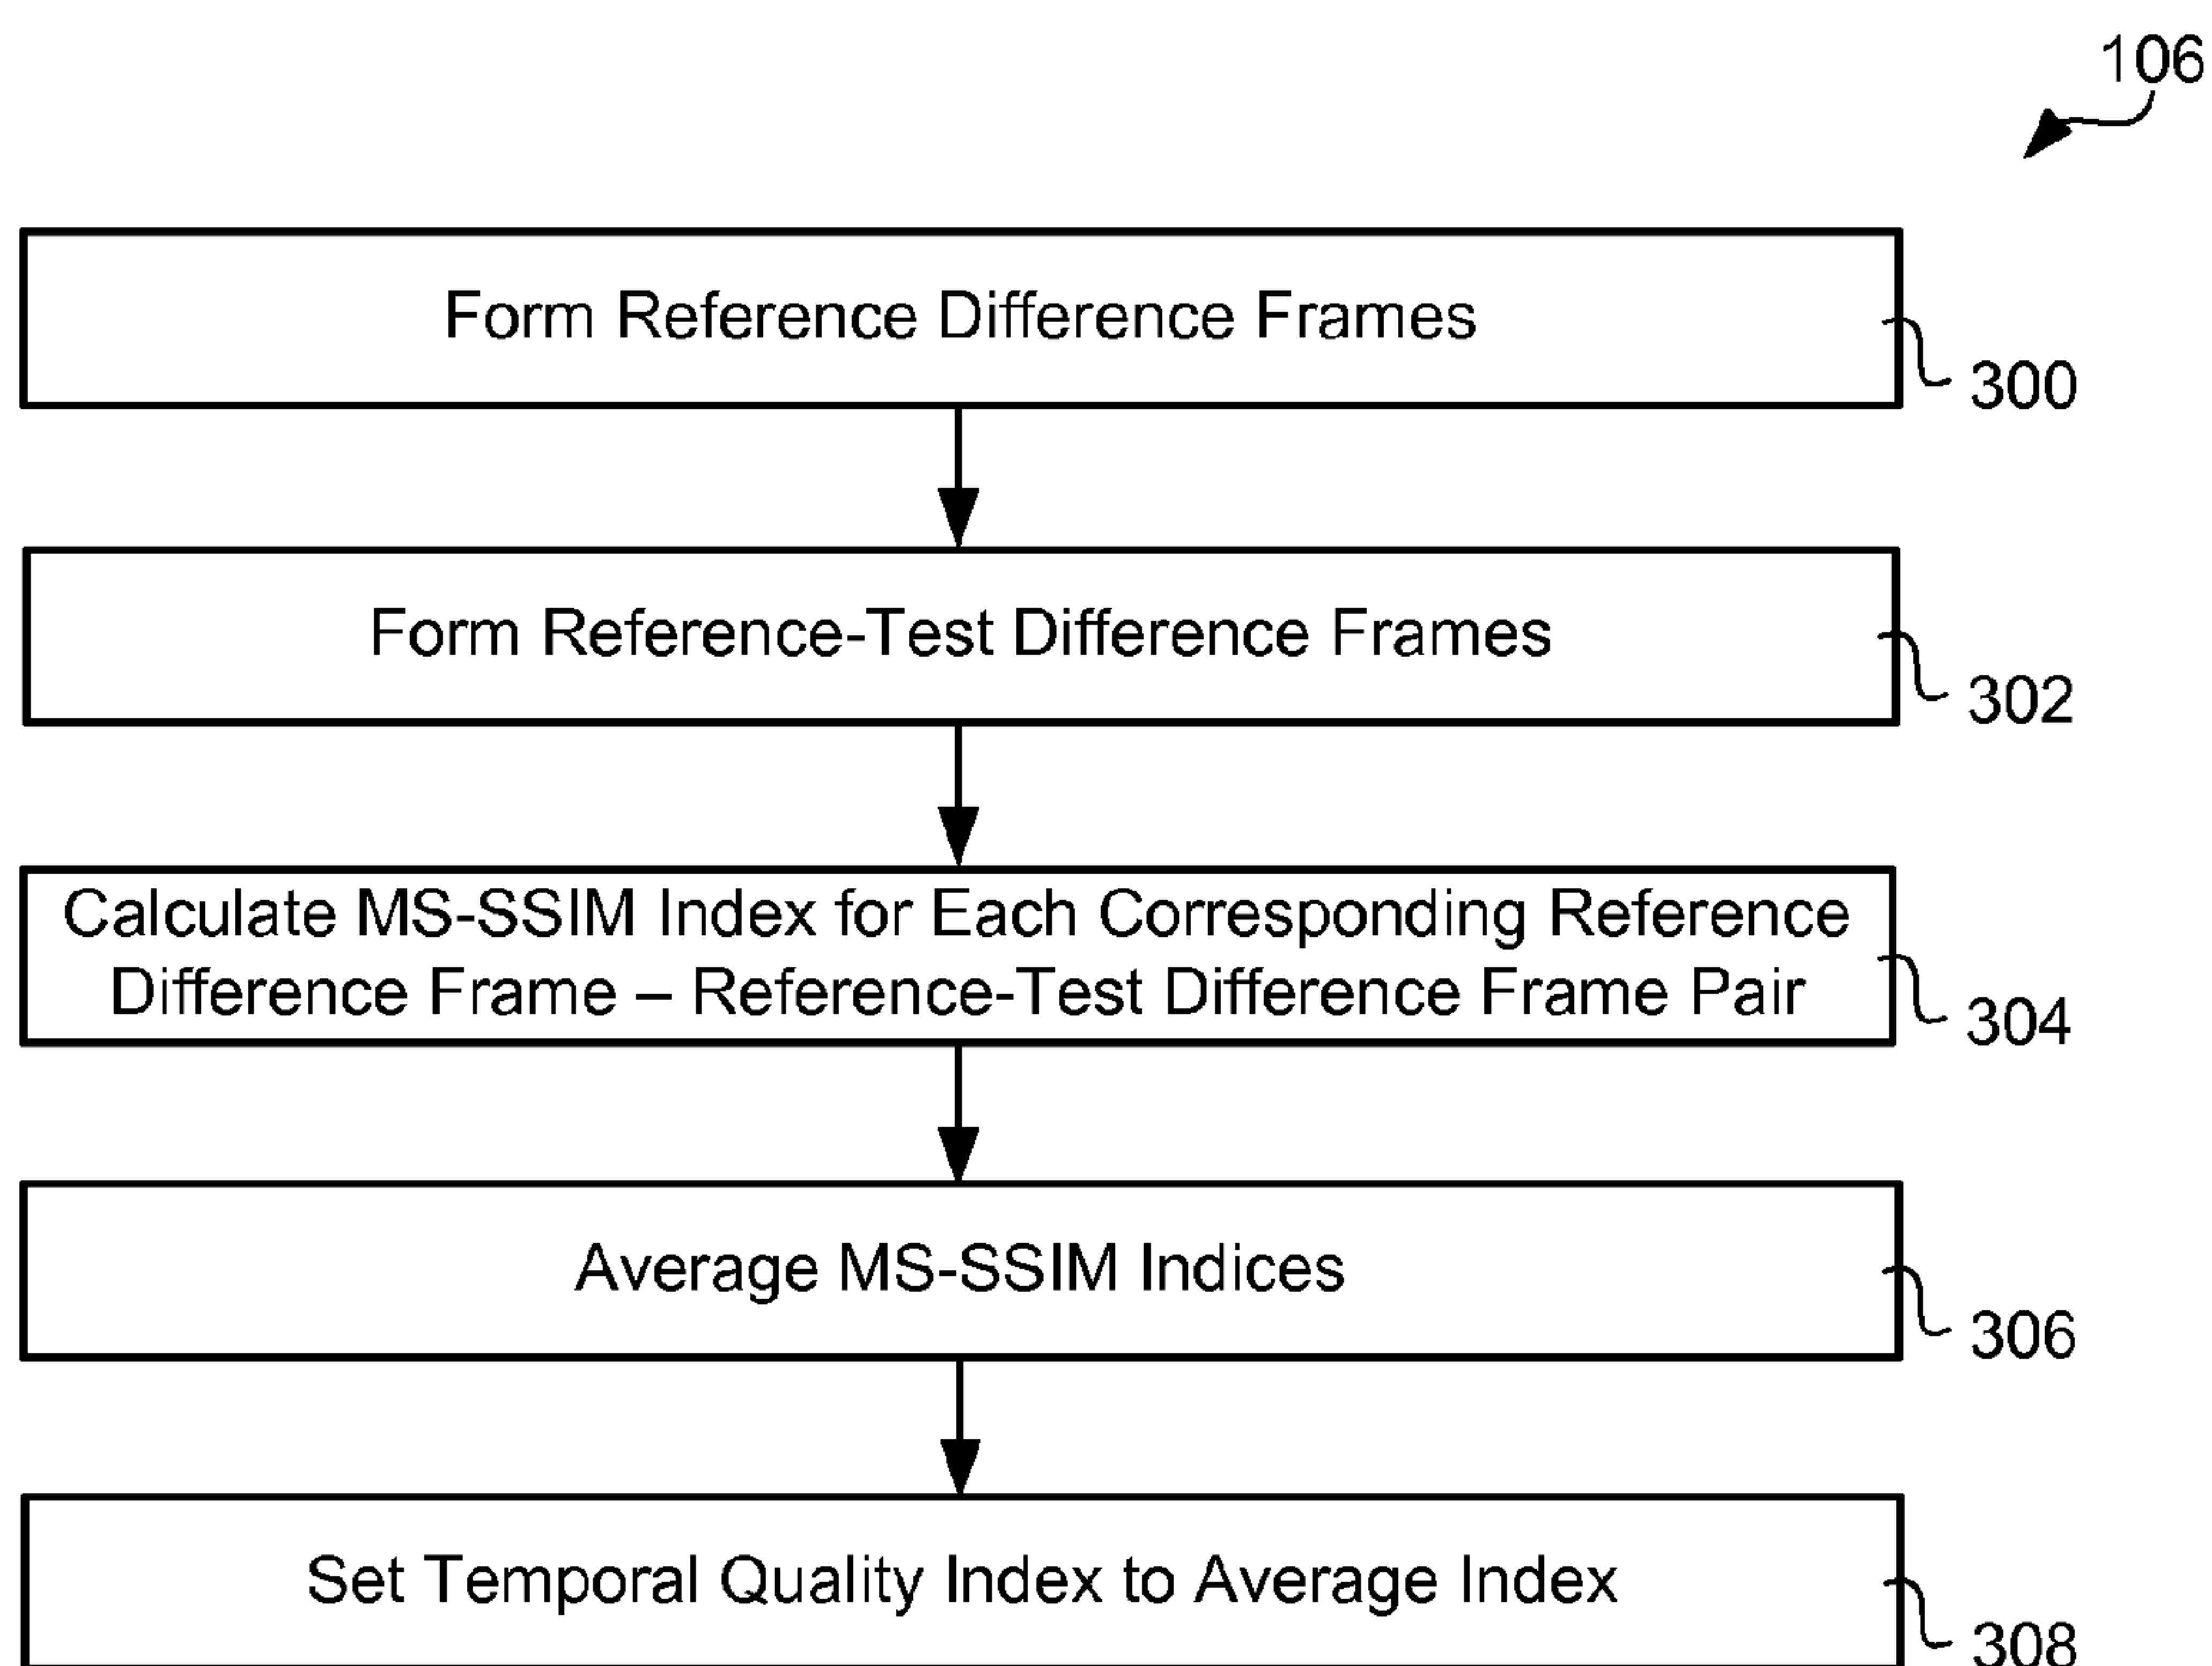 106
Form Reference Difference Frames
300
Form Reference-Test Difference Frames
302
Calculate MS-SSIM Index for Each Corresponding Reference
Difference Frame – Reference-Test Difference Frame Pair
304
Average MS-SSIM Indices
306
Set Temporal Quality Index to Average Index
308